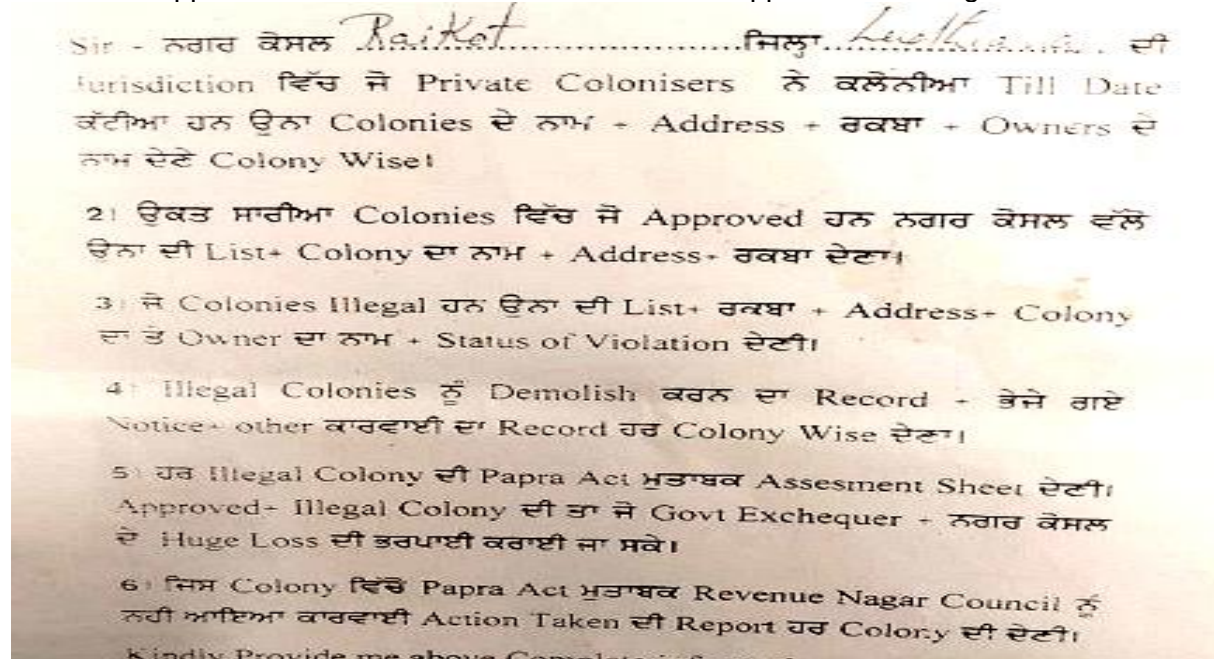 Sir - ਨਗਰ ਕੋਸਲ Raikot ਜਿਲ੍ਹਾ Ludhiana ਦੀ
Jurisdiction ਵਿੱਚ ਜੋ Private Colonisers ਨੇ ਕਲੋਨੀਆ Till Date
ਕੱਟੀਆ ਹਨ ਉਨਾ Colonies ਦੇ ਨਾਮ + Address + ਰਕਬਾ + Owners ਦੇ
ਨਾਮ ਦੇਣੇ Colony Wise।
2) ਉਕਤ ਸਾਰੀਆ Colonies ਵਿੱਚ ਜੋ Approved ਹਨ ਨਗਰ ਕੋਸਲ ਵੱਲੋ
ਉਨਾ ਦੀ List+ Colony ਦਾ ਨਾਮ + Address+ ਰਕਬਾ ਦੇਣਾ।
3) ਜੋ Colonies Illegal ਹਨ ਉਨਾ ਦੀ List+ ਰਕਬਾ + Address+ Colony
ਦਾ ਤੇ Owner ਦਾ ਨਾਮ + Status of Violation ਦੇਣੀ।
4) Illegal Colonies ਨੂੰ Demolish ਕਰਨ ਦਾ Record - ਭੇਜੇ ਗਏ
Notice+ other ਕਾਰਵਾਈ ਦਾ Record ਹਰ Colony Wise ਦੇਣਾ।
5) ਹਰ Illegal Colony ਦੀ Papra Act ਮੁਤਾਬਕ Assesment Sheet ਦੇਣੀ।
Approved+ Illegal Colony ਦੀ ਤਾ ਜੋ Govt Exchequer + ਨਗਰ ਕੋਸਲ
ਦੇ Huge Loss ਦੀ ਭਰਪਾਈ ਕਰਾਈ ਜਾ ਸਕੇ।
6) ਜਿਸ Colony ਵਿੱਚੋ Papra Act ਮੁਤਾਬਕ Revenue Nagar Council ਨੂੰ
ਨਹੀ ਆਇਆ ਕਾਰਵਾਈ Action Taken ਦੀ Report ਹਰ Colony ਦੀ ਦੇਣੀ।
Kindly Provide me above Complete